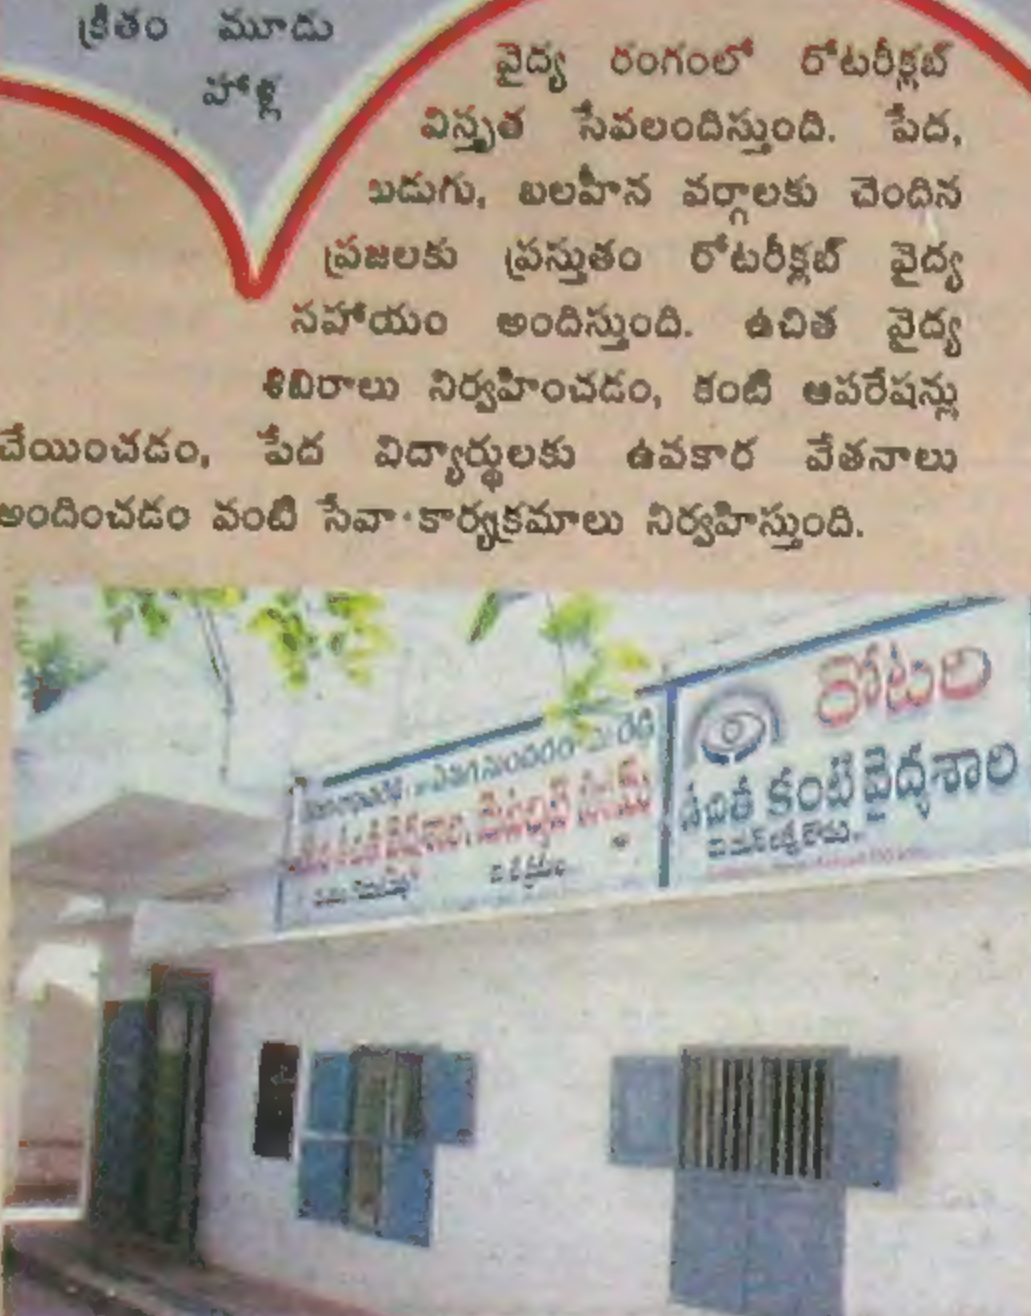 క్రితం మూడు
హాళ్లి
వైద్య రంగంలో రోటరీక్లబ్
విస్తృత సేవలందిస్తుంది. పేద,
బడుగు, బలహీన వర్గాలకు చెందిన
ప్రజలకు ప్రస్తుతం రోటరీక్లబ్ వైద్య
సహాయం అందిస్తుంది. ఉచిత వైద్య
శిబిరాలు నిర్వహించడం, కంటి ఆపరేషన్లు
చేయించడం, పేద విద్యార్థులకు ఉపకార వేతనాలు
అందించడం వంటి సేవా కార్యక్రమాలు నిర్వహిస్తుంది.
రోటరి
కంటి వైద్యశాల